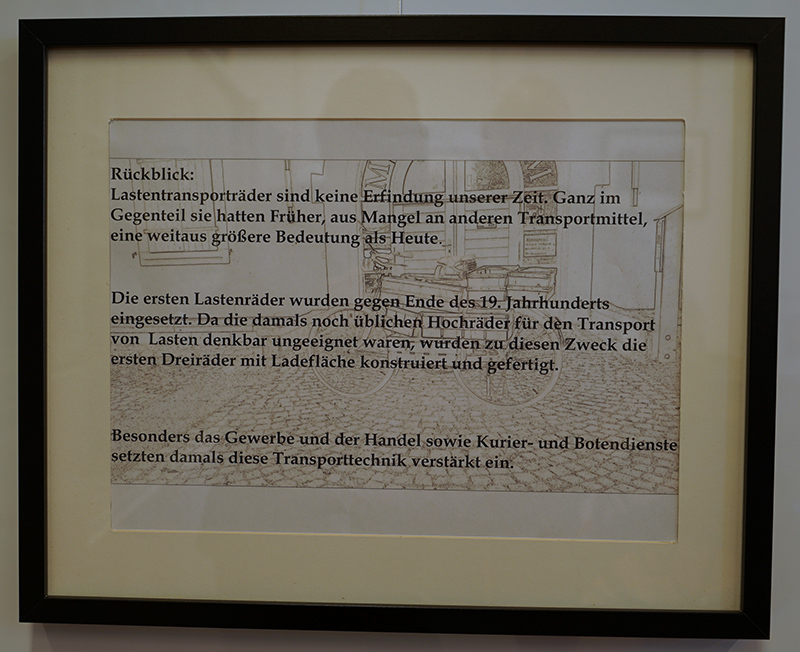 Rückblick:
Lastentransporträder sind keine Erfindung unserer Zeit. Ganz im
Gegenteil sie hatten Früher, aus Mangel an anderen Transportmittel,
eine weitaus größere Bedeutung als Heute.
Die ersten Lastenräder wurden gegen Ende des 19. Jahrhunderts
eingesetzt. Da die damals noch üblichen Hochräder für den Transport
von Lasten denkbar ungeeignet waren, wurden zu diesen Zweck die
ersten Dreiräder mit Ladefläche konstruiert und gefertigt.
Besonders das Gewerbe und der Handel sowie Kurier- und Botendienste
setzten damals diese Transporttechnik verstärkt ein.